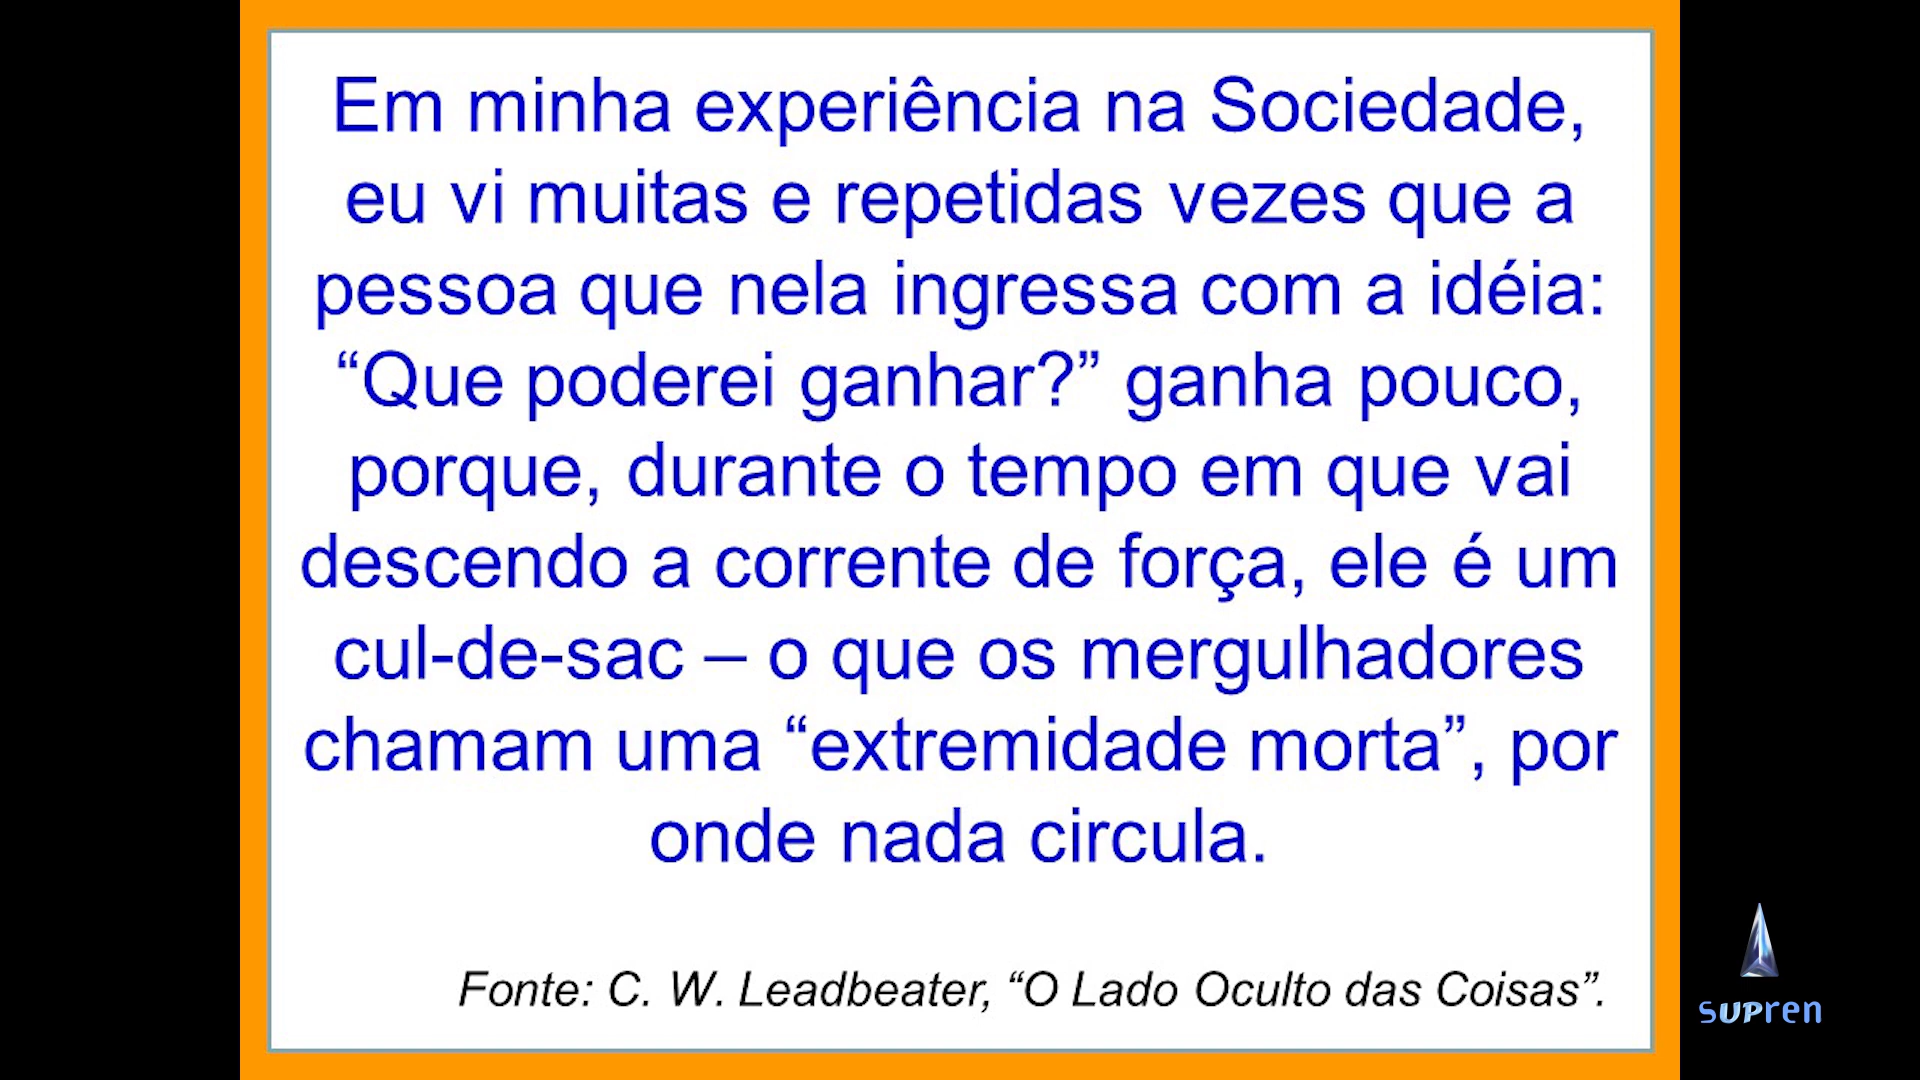 Em minha experiência na Sociedade,
eu vi muitas e repetidas vezes que a
pessoa que nela ingressa com a idéia:
“Que poderei ganhar?” ganha pouco,
porque, durante o tempo em que vai
descendo a corrente de força, ele é um
cul-de-sac – o que os mergulhadores
chamam uma “extremidade morta”, por
onde nada circula.
Fonte: C. W. Leadbeater, “O Lado Oculto das Coisas”.
supren